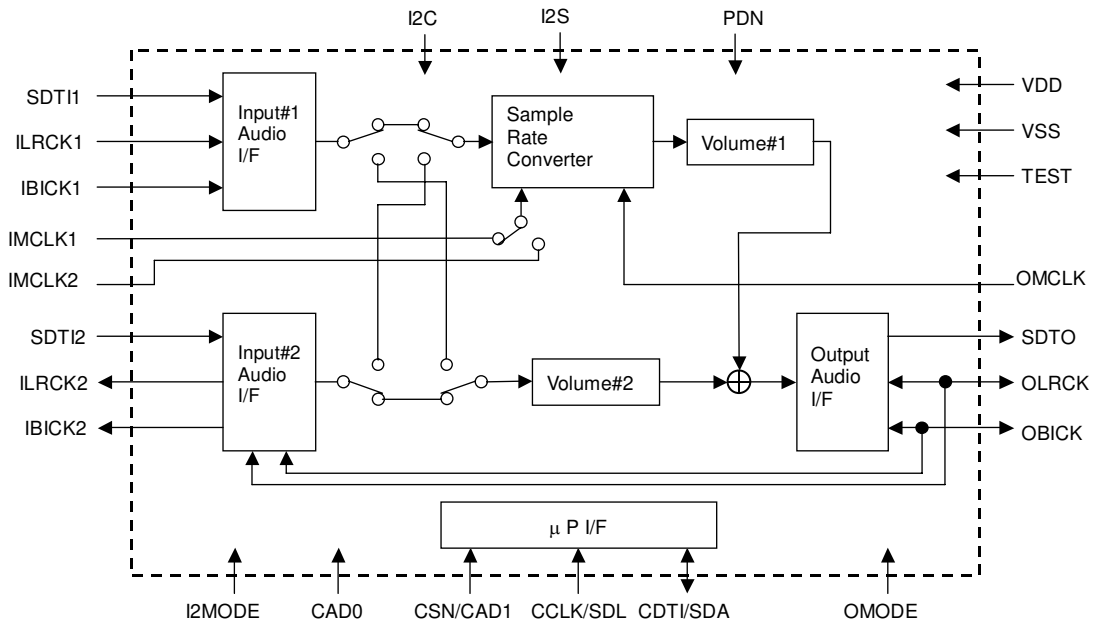 I2C
I2S
PDN
SDTI1
ILRCK1
IBICK1
IMCLK1
IMCLK2
SDTI2
ILRCK2
IBICK2
Input#1
Audio
I/F
Sample
Rate
Converter
Volume#1
VDD
VSS
TEST
OMCLK
SDTO
OLRCK
OBICK
Input#2
Audio
I/F
Volume#2
Output
Audio
I/F
μ P I/F
I2MODE
CAD0
CSN/CAD1
CCLK/SDL
CDTI/SDA
OMODE